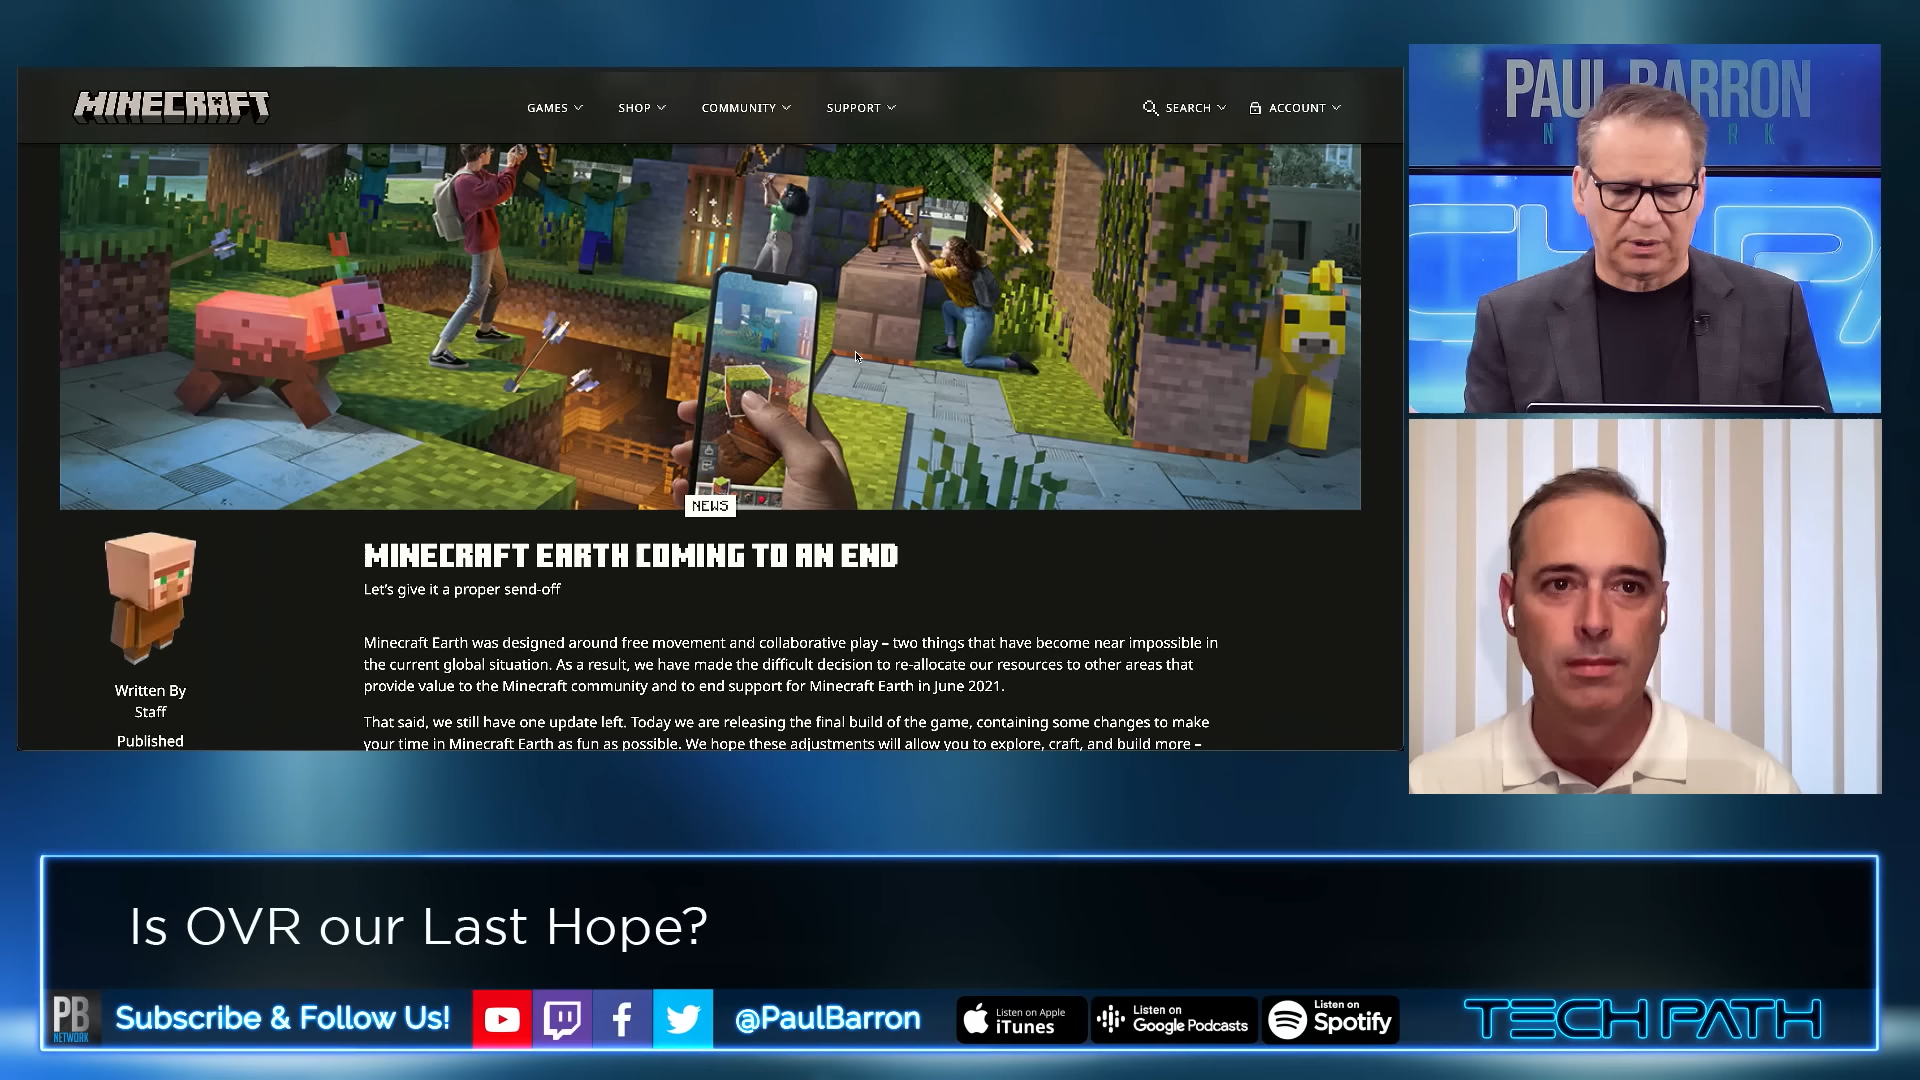 MINECRAFT
GAMES
SHOP
COMMUNITY
SUPPORT
SEARCH
ACCOUNT
NEWS
MINECRAFT EARTH COMING TO AN END
Let's give it a proper send-off
Minecraft Earth was designed around free movement and collaborative play – two things that have become near impossible in
the current global situation. As a result, we have made the difficult decision to re-allocate our resources to other areas that
provide value to the Minecraft community and to end support for Minecraft Earth in June 2021.
That said, we still have one update left. Today we are releasing the final build of the game, containing some changes to make
your time in Minecraft Earth as fun as possible. We hope these adjustments will allow you to explore, craft, and build more –
Written By
Staff
Published
Is OVR our Last Hope?
PB
NETWORK
Subscribe & Follow Us!
@PaulBarron
Listen on Apple
iTunes
Listen on
Google Podcasts
Listen on
Spotify
TECH PATH